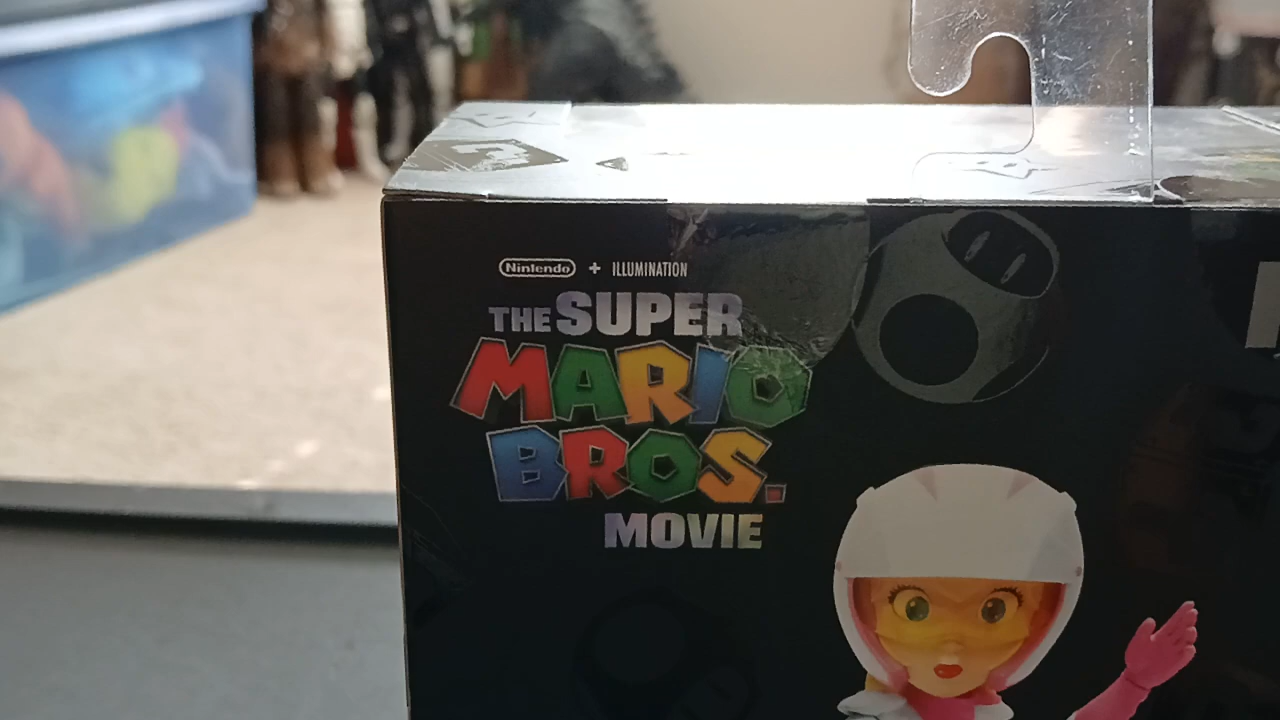 Nintendo + ILLUMINATION
THE SUPER
MARIO
BROS.
MOVIE
?